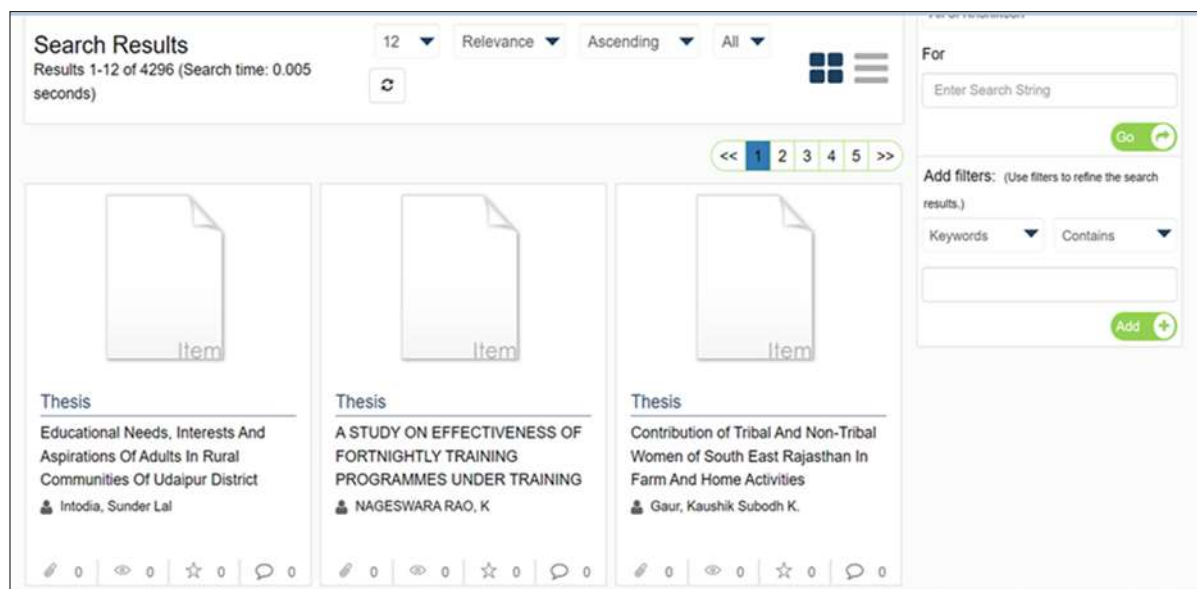 Search Results
Results 1-12 of 4296 (Search time: 0.005
seconds)
12 Relevance Ascending All
<< 1 2 3 4 5 >>
Item
Thesis
Educational Needs, Interests And
Aspirations Of Adults In Rural
Communities Of Udaipur District
Intodia, Sunder Lal
0 0 0 0
Item
Thesis
A STUDY ON EFFECTIVENESS OF
FORTNIGHTLY TRAINING
PROGRAMMES UNDER TRAINING
NAGESWARA RAO, K
0 0 0 0
Item
Thesis
Contribution of Tribal And Non-Tribal
Women of South East Rajasthan In
Farm And Home Activities
Gaur, Kaushik Subodh K.
0 0 0 0
For
Enter Search String
Go
Add filters: (Use filters to refine the search
results.)
Keywords Contains
Add